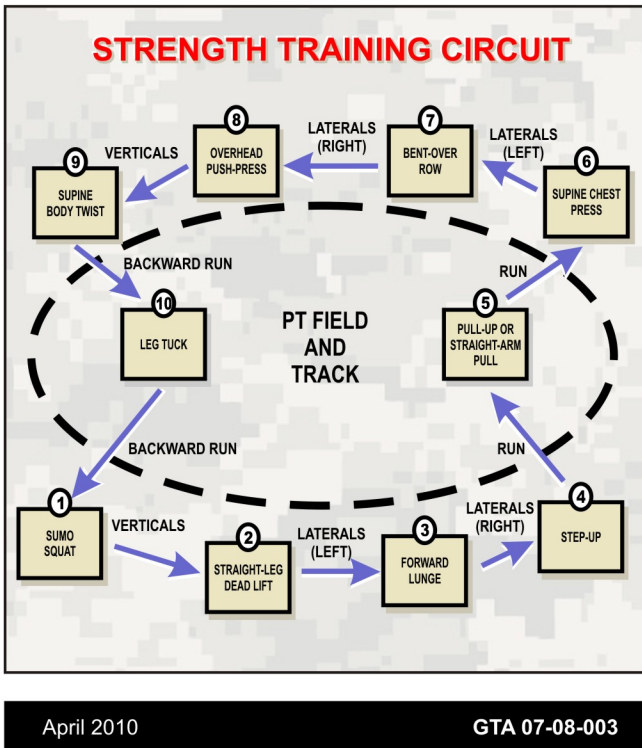 STRENGTH TRAINING CIRCUIT
9
SUPINE
BODY TWIST
VERTICALS
8
OVERHEAD
PUSH-PRESS
LATERALS
(RIGHT)
7
BENT-OVER
ROW
LATERALS
(LEFT)
6
SUPINE CHEST
PRESS
BACKWARD RUN
10
LEG TUCK
PT FIELD
AND
TRACK
RUN
5
PULL-UP OR
STRAIGHT-ARM
PULL
BACKWARD RUN
RUN
1
SUMO
SQUAT
VERTICALS
2
STRAIGHT-LEG
DEAD LIFT
LATERALS
(LEFT)
3
FORWARD
LUNGE
LATERALS
(RIGHT)
4
STEP-UP
April 2010
GTA 07-08-003